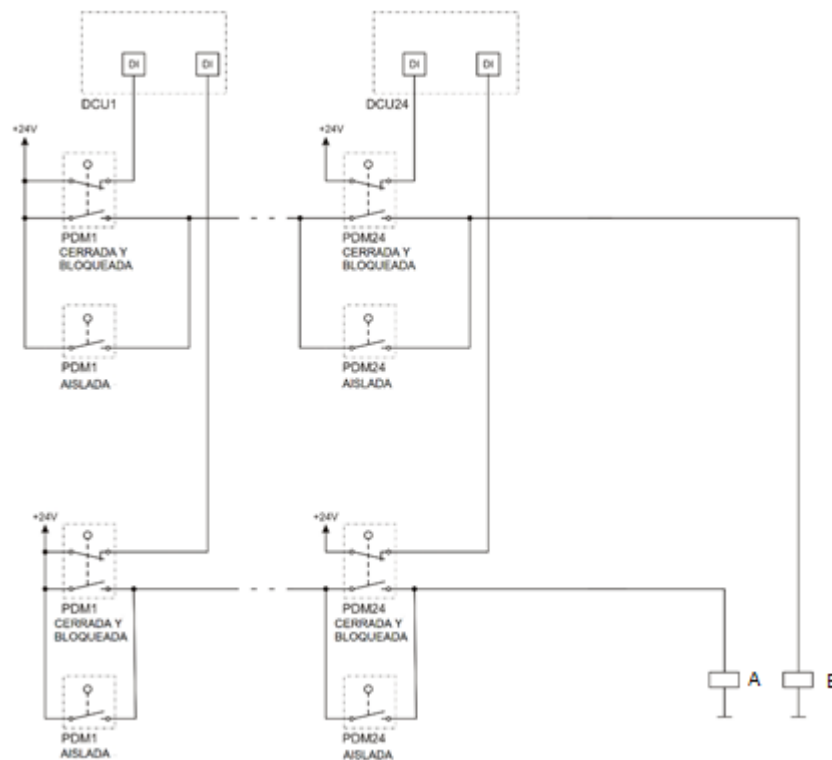 DI
DI
DI
DI
DCU1
DCU24
+24V
+24V
PDM1
CERRADA Y
BLOQUEADA
PDM24
CERRADA Y
BLOQUEADA
PDM1
AISLADA
PDM24
AISLADA
+24V
+24V
PDM1
CERRADA Y
BLOQUEADA
PDM24
CERRADA Y
BLOQUEADA
A
PDM1
AISLADA
PDM24
AISLADA